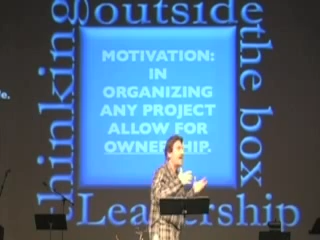 thinking
outside
the box
MOTIVATION:
IN
ORGANIZING
ANY PROJECT
ALLOW FOR
OWNERSHIP.
Leadership